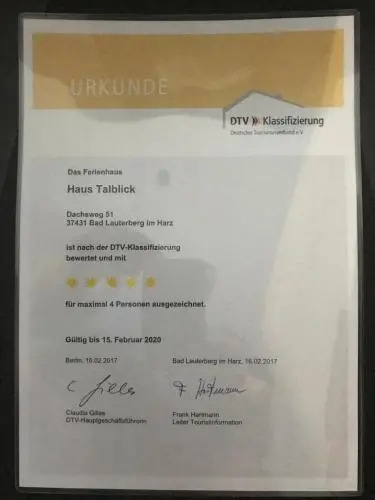 URKUNDE
DTV Klassifizierung
Deutscher Tourismusverband e.V.
Das Ferienhaus
Haus Talblick
Dachsweg 51
37431 Bad Lauterberg im Harz
ist nach der DTV-Klassifizierung
bewertet und mit
für maximal 4 Personen ausgezeichnet.
Gültig bis 15. Februar 2020
Berlin, 16.02.2017
Bad Lauterberg im Harz, 16.02.2017
C Gilles
F. Hartmann
Claudia Gilles
DTV-Hauptgeschäftsführerin
Frank Hartmann
Leiter Touristinformation